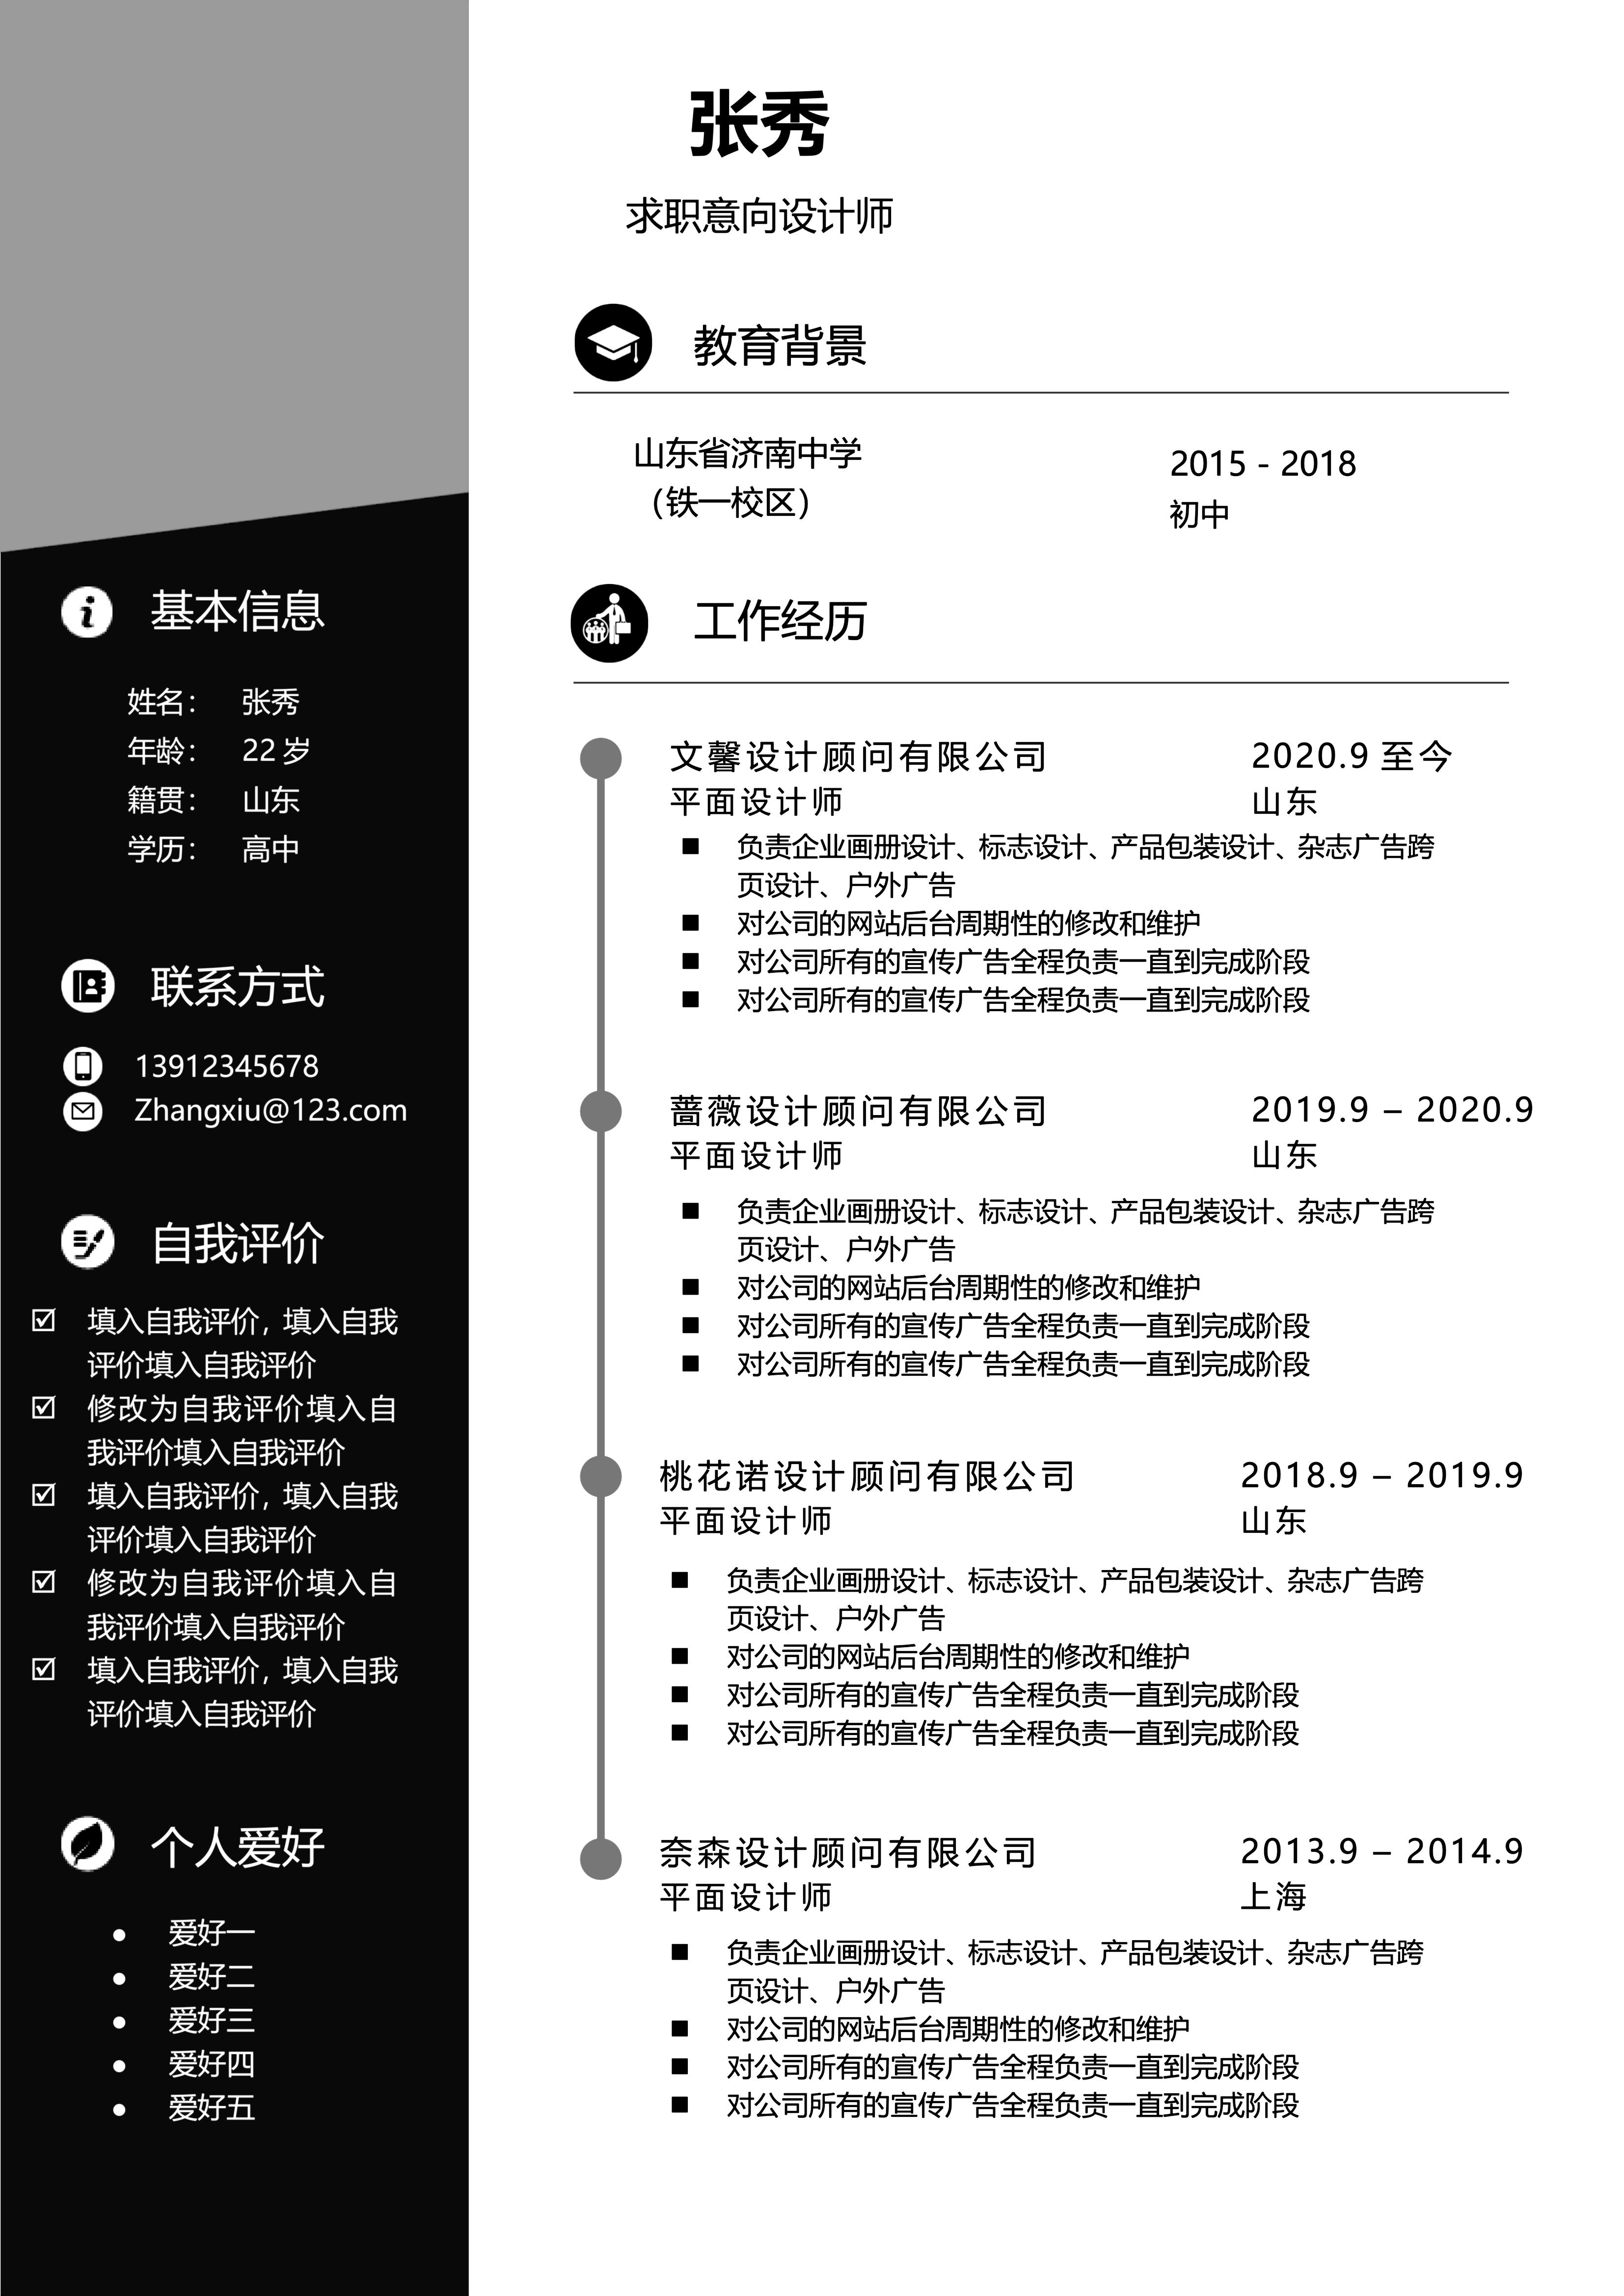 张秀
求职意向设计师
教育背景
山东省济南中学
（铁一校区）
2015 - 2018
初中
工作经历
文馨设计顾问有限公司 2020.9 至今
平面设计师 山东
■ 负责企业画册设计、标志设计、产品包装设计、杂志广告跨
页设计、户外广告
■ 对公司的网站后台周期性的修改和维护
■ 对公司所有的宣传广告全程负责一直到完成阶段
■ 对公司所有的宣传广告全程负责一直到完成阶段
蔷薇设计顾问有限公司 2019.9 – 2020.9
平面设计师 山东
■ 负责企业画册设计、标志设计、产品包装设计、杂志广告跨
页设计、户外广告
■ 对公司的网站后台周期性的修改和维护
■ 对公司所有的宣传广告全程负责一直到完成阶段
■ 对公司所有的宣传广告全程负责一直到完成阶段
桃花诺设计顾问有限公司 2018.9 – 2019.9
平面设计师 山东
■ 负责企业画册设计、标志设计、产品包装设计、杂志广告跨
页设计、户外广告
■ 对公司的网站后台周期性的修改和维护
■ 对公司所有的宣传广告全程负责一直到完成阶段
■ 对公司所有的宣传广告全程负责一直到完成阶段
奈森设计顾问有限公司 2013.9 – 2014.9
平面设计师 上海
■ 负责企业画册设计、标志设计、产品包装设计、杂志广告跨
页设计、户外广告
■ 对公司的网站后台周期性的修改和维护
■ 对公司所有的宣传广告全程负责一直到完成阶段
■ 对公司所有的宣传广告全程负责一直到完成阶段
基本信息
姓名： 张秀
年龄： 22 岁
籍贯： 山东
学历： 高中
联系方式
13912345678
Zhangxiu@123.com
自我评价
☑ 填入自我评价，填入自我
评价填入自我评价
☑ 修改为自我评价填入自
我评价填入自我评价
☑ 填入自我评价，填入自我
评价填入自我评价
☑ 修改为自我评价填入自
我评价填入自我评价
☑ 填入自我评价，填入自我
评价填入自我评价
个人爱好
● 爱好一
● 爱好二
● 爱好三
● 爱好四
● 爱好五